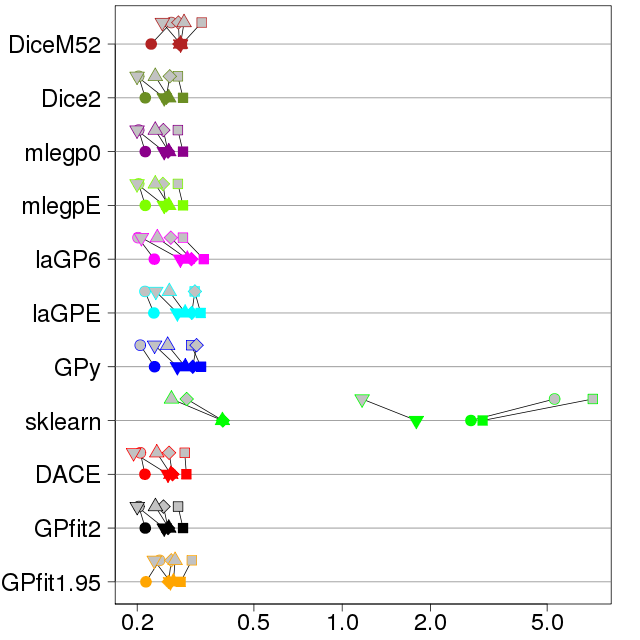 DiceM52
Dice2
mlegp0
mlegpE
laGP6
laGPE
GPy
sklearn
DACE
GPfit2
GPfit1.95
0.2 0.5 1.0 2.0 5.0